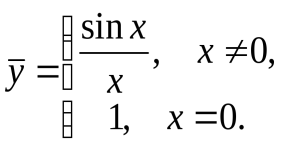 y̅ = { sin x / x, x ≠ 0,
1, x = 0.